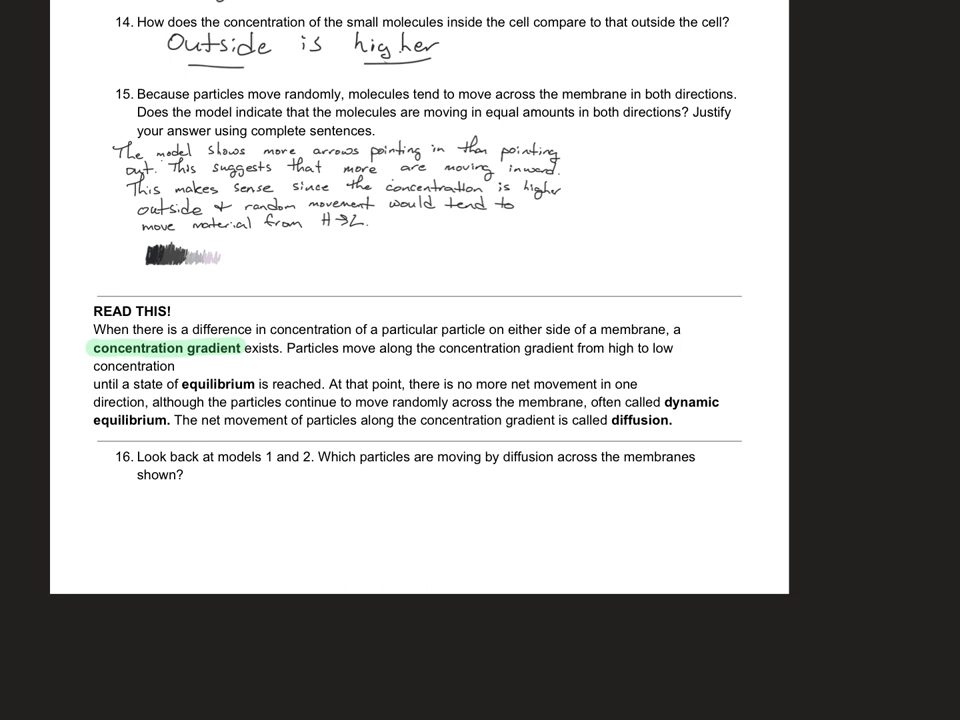 14. How does the concentration of the small molecules inside the cell compare to that outside the cell?
Outside is higher
15. Because particles move randomly, molecules tend to move across the membrane in both directions.
Does the model indicate that the molecules are moving in equal amounts in both directions? Justify
your answer using complete sentences.
The model shows more arrows pointing in than pointing
out. This suggests that more are moving inward.
This makes sense since the concentration is higher
outside & random movement would tend to
move material from H→L.
READ THIS!
When there is a difference in concentration of a particular particle on either side of a membrane, a
concentration gradient exists. Particles move along the concentration gradient from high to low
concentration
until a state of equilibrium is reached. At that point, there is no more net movement in one
direction, although the particles continue to move randomly across the membrane, often called dynamic
equilibrium. The net movement of particles along the concentration gradient is called diffusion.
16. Look back at models 1 and 2. Which particles are moving by diffusion across the membranes
shown?